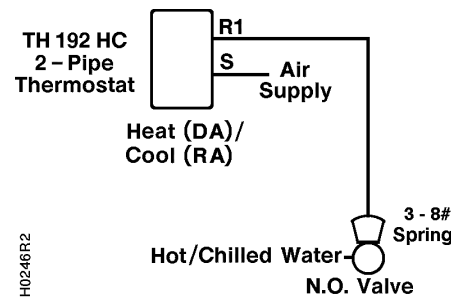 TH 192 HC
2 – Pipe
Thermostat
R1
S
Air
Supply
Heat (DA)/
Cool (RA)
3 - 8#
Spring
Hot/Chilled Water
N.O. Valve
H0246R2